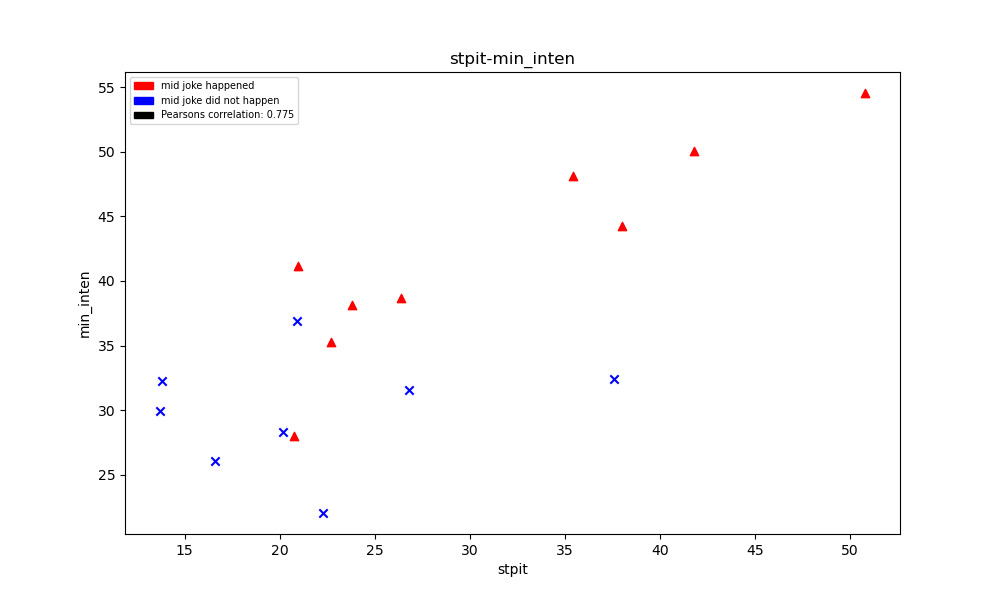 stpit-min_inten
mid joke happened
mid joke did not happen
Pearsons correlation: 0.775
55
50
45
40
35
30
25
min_inten
15 20 25 30 35 40 45 50
stpit